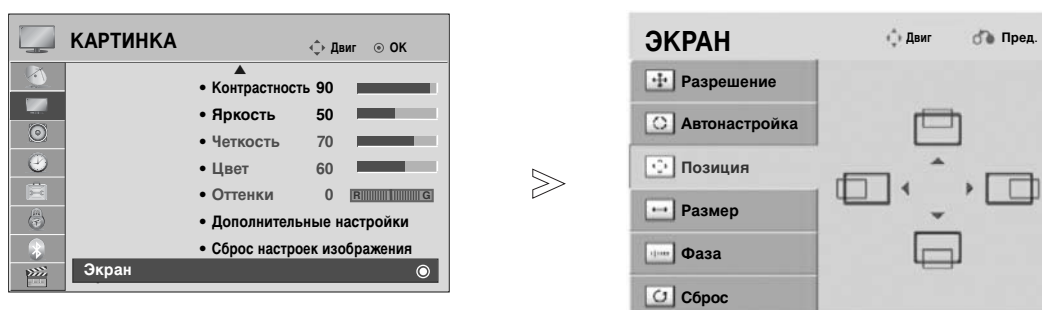 КАРТИНКА
Двиг ОК
• Контрастность 90
• Яркость 50
• Четкость 70
• Цвет 60
• Оттенки 0 R G
• Дополнительные настройки
• Сброс настроек изображения
Экран
ЭКРАН
Двиг Пред.
Разрешение
Автонастройка
Позиция
Размер
Фаза
Сброс